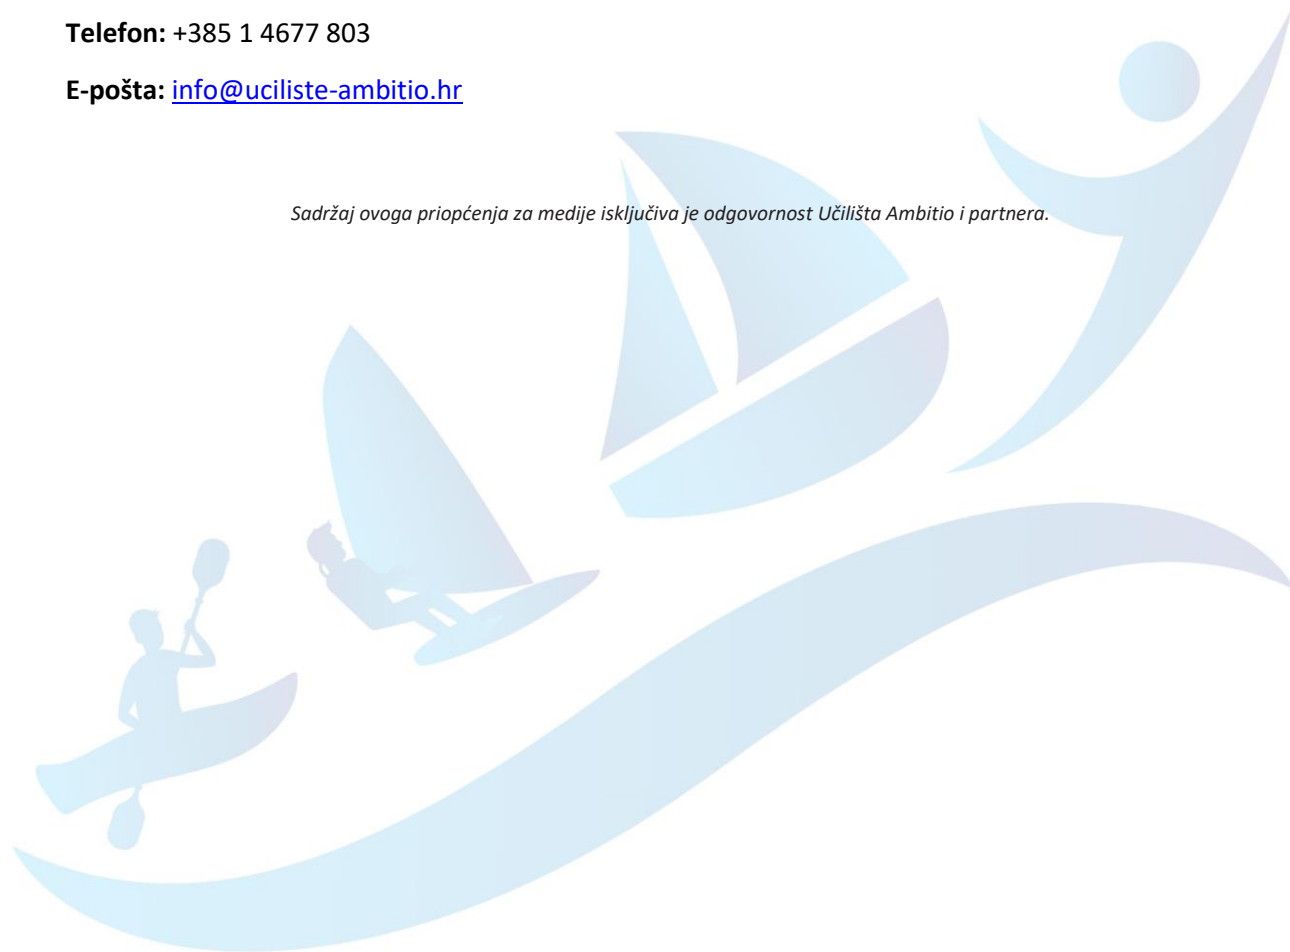 Telefon: +385 1 4677 803
E-pošta: info@uciliste-ambitio.hr
Sadržaj ovoga priopćenja za medije isključiva je odgovornost Učilišta Ambitio i partnera.